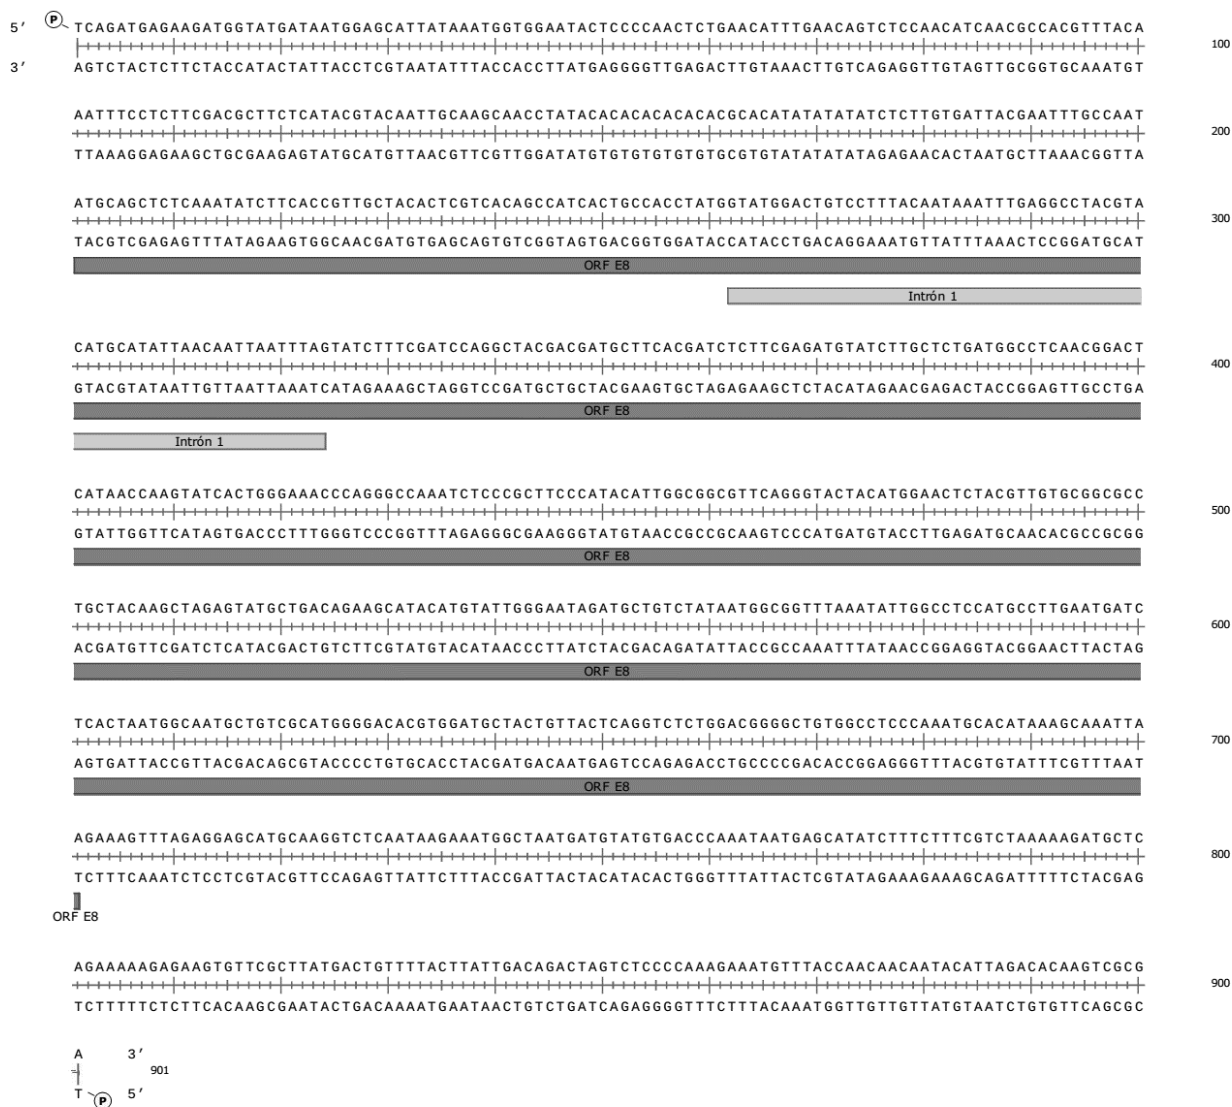 5′ P TCAGATGAGAAGATGGTATGATAATGGAGCATTATAAATGGTGGAATACTCCCCAACTCTGAACATTTGAACAGTCTCCAACATCAACGCCACGTTTACA
100
3′ AGTCTACTCTTCTACCATACTATTACCTCGTAATATTTACCACCTTATGAGGGGTTGAGACTTGTAAACTTGTCAGAGGTTGTAGTTGCGGTGCAAATGT
AATTTCCTCTTCGACGCTTCTCATACGTACAATTGCAAGCAACCTATACACACACACACACGCACATATATATATCTCTTGTGATTACGAATTTGCCAAT
200
TTAAAGGAGAAGCTGCGAAGAGTATGCATGTTAACGTTCGTTGGATATGTGTGTGTGTGTGCGTGTATATATATAGAGAACACTAATGCTTAAACGGTTA
ATGCAGCTCTCAAATATCTTCACCGTTGCTACACTCGTCACAGCCATCACTGCCACCTATGGTATGGACTGTCCTTTACAATAAATTTGAGGCCTACGTA
300
TACGTCGAGAGTTTATAGAAGTGGCAACGATGTGAGCAGTGTCGGTAGTGACGGTGGATACCATACCTGACAGGAAATGTTATTTAAACTCCGGATGCAT
ORF E8
Intrón 1
CATGCATATTAACAATTAATTTAGTATCTTTCGATCCAGGCTACGACGATGCTTCACGATCTCTTCGAGATGTATCTTGCTCTGATGGCCTCAACGGACT
400
GTACGTATAATTGTTAATTAAATCATAGAAAGCTAGGTCCGATGCTGCTACGAAGTGCTAGAGAAGCTCTACATAGAACGAGACTACCGGAGTTGCCTGA
ORF E8
Intrón 1
CATAACCAAGTATCACTGGGAAACCCAGGGCCAAATCTCCCGCTTCCCATACATTGGCGGCGTTCAGGGTACTACATGGAACTCTACGTTGTGCGGCGCC
500
GTATTGGTTCATAGTGACCCTTTGGGTCCCGGTTTAGAGGGCGAAGGGTATGTAACCGCCGCAAGTCCCATGATGTACCTTGAGATGCAACACGCCGCGG
ORF E8
TGCTACAAGCTAGAGTATGCTGACAGAAGCATACATGTATTGGGAATAGATGCTGTCTATAATGGCGGTTTAAATATTGGCCTCCATGCCTTGAATGATC
600
ACGATGTTCGATCTCATACGACTGTCTTCGTATGTACATAACCCTTATCTACGACAGATATTACCGCCAAATTTATAACCGGAGGTACGGAACTTACTAG
ORF E8
TCACTAATGGCAATGCTGTCGCATGGGGACACGTGGATGCTACTGTTACTCAGGTCTCTGGACGGGGCTGTGGCCTCCCAAATGCACATAAAGCAAATTA
700
AGTGATTACCGTTACGACAGCGTACCCCTGTGCACCTACGATGACAATGAGTCCAGAGACCTGCCCCGACACCGGAGGGTTTACGTGTATTTCGTTTAAT
ORF E8
AGAAAGTTTAGAGGAGCATGCAAGGTCTCAATAAGAAATGGCTAATGATGTATGTGACCCAAATAATGAGCATATCTTTCTTTCGTCTAAAAAGATGCTC
800
TCTTTCAAATCTCCTCGTACGTTCCAGAGTTATTCTTTACCGATTACTACATACACTGGGTTTATTACTCGTATAGAAAGAAAGCAGATTTTTCTACGAG
ORF E8
AGAAAAAGAGAAGTGTTCGCTTATGACTGTTTTACTTATTGACAGACTAGTCTCCCCAAAGAAATGTTTACCAACAACAATACATTAGACACAAGTCGCG
900
TCTTTTTCTCTTCACAAGCGAATACTGACAAAATGAATAACTGTCTGATCAGAGGGGTTTCTTTACAAATGGTTGTTGTTATGTAATCTGTGTTCAGCGC
A 3′
901
T P 5′